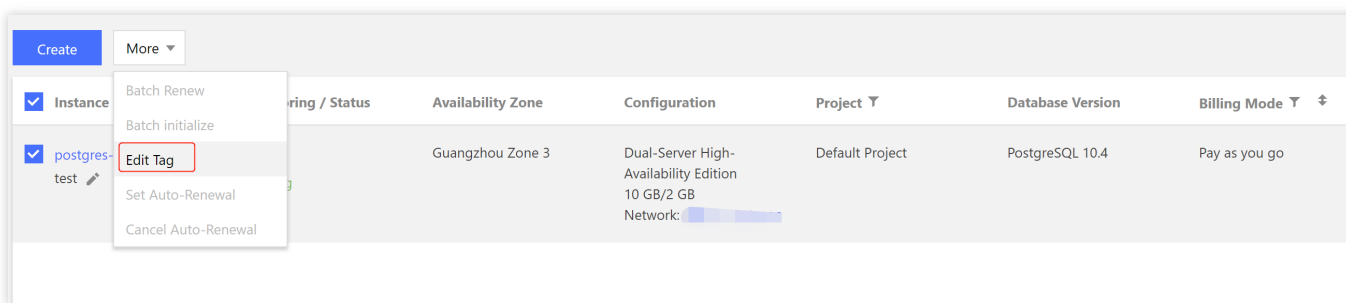 Create
More
Batch Renew
Batch initialize
Edit Tag
Set Auto-Renewal
Cancel Auto-Renewal
Instance ring / Status Availability Zone Configuration Project Database Version Billing Mode
postgres- Guangzhou Zone 3 Dual-Server High- Default Project PostgreSQL 10.4 Pay as you go
test Availability Edition
10 GB/2 GB
Network: